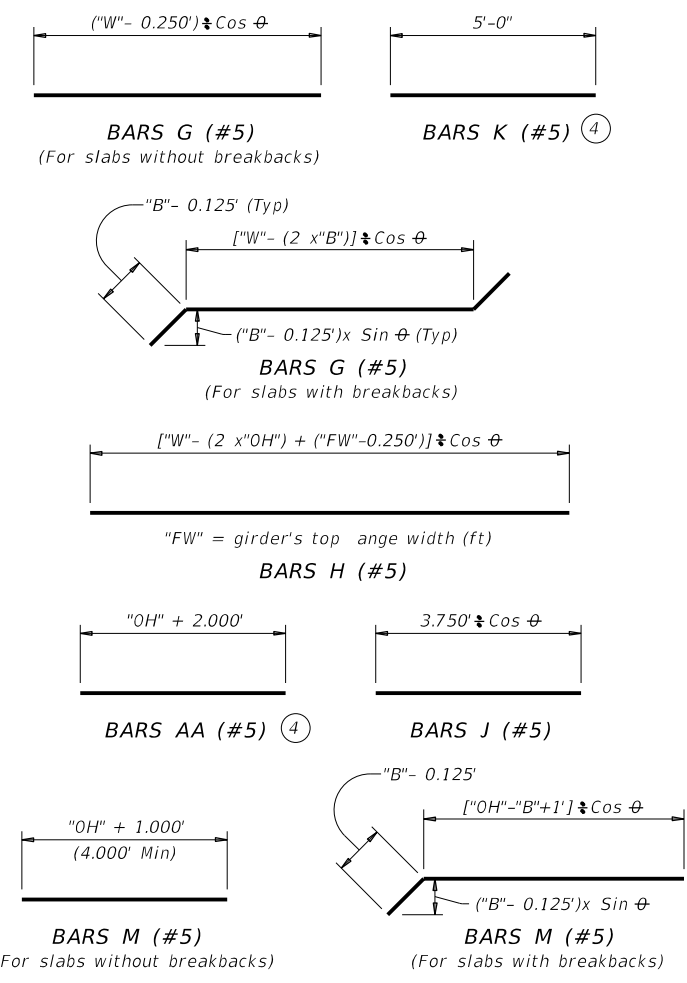 ("W"- 0.250') ÷ Cos θ
5'-0"
BARS G (#5)
(For slabs without breakbacks)
BARS K (#5) 4
"B"- 0.125' (Typ)
["W"- (2 x"B")] ÷ Cos θ
("B"- 0.125')x Sin θ (Typ)
BARS G (#5)
(For slabs with breakbacks)
["W"- (2 x"OH") + ("FW"-0.250')] ÷ Cos θ
"FW" = girder's top ange width (ft)
BARS H (#5)
"OH" + 2.000'
3.750' ÷ Cos θ
BARS AA (#5) 4
BARS J (#5)
"B"- 0.125'
["OH"-"B"+1'] ÷ Cos θ
"OH" + 1.000'
(4.000' Min)
("B"- 0.125')x Sin θ
BARS M (#5)
For slabs without breakbacks)
BARS M (#5)
(For slabs with breakbacks)